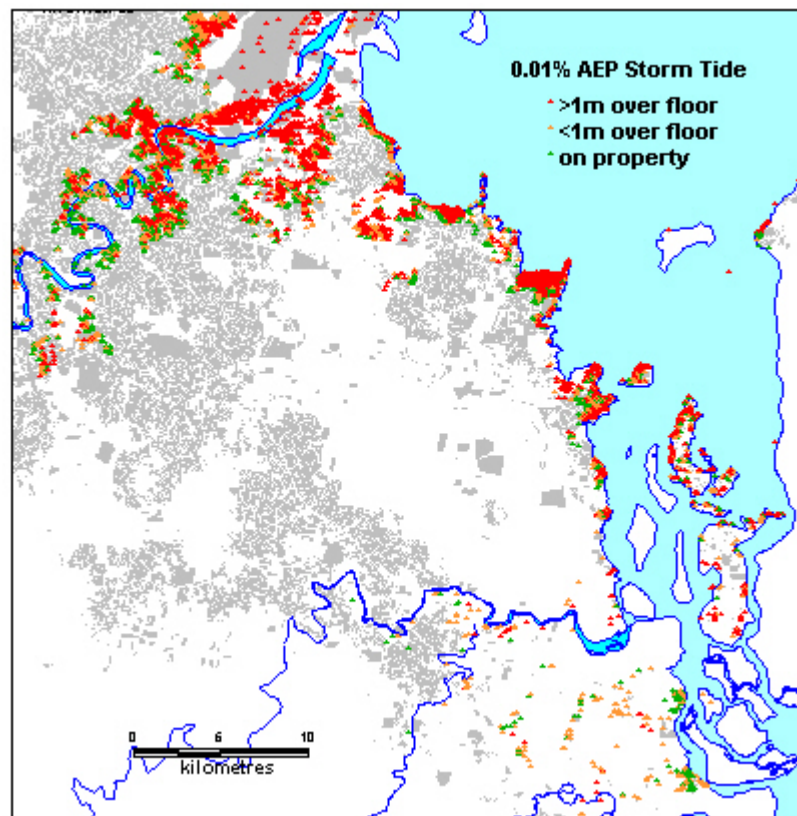 0.01% AEP Storm Tide
>1m over floor
<1m over floor
on property
0 6 10
kilometres